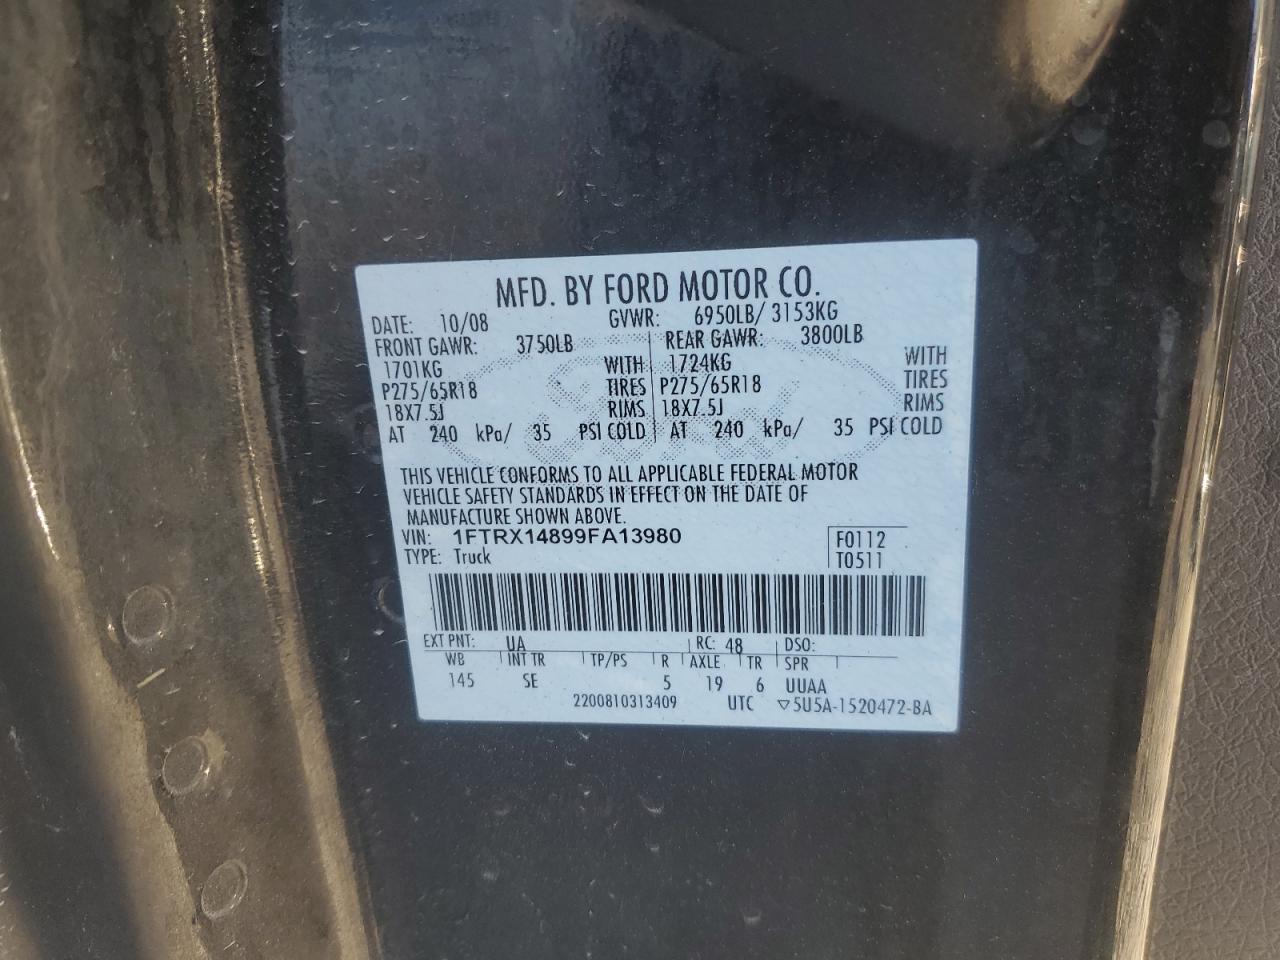 MFD. BY FORD MOTOR CO.
DATE: 10/08 GVWR: 6950LB/ 3153KG
FRONT GAWR: 3750LB REAR GAWR: 3800LB
1701KG WITH 1724KG WITH
P275/65R18 TIRES P275/65R18 TIRES
18X7.5J RIMS 18X7.5J RIMS
AT 240 kPa/ 35 PSI COLD AT 240 kPa/ 35 PSI COLD
THIS VEHICLE CONFORMS TO ALL APPLICABLE FEDERAL MOTOR
VEHICLE SAFETY STANDARDS IN EFFECT ON THE DATE OF
MANUFACTURE SHOWN ABOVE.
VIN: 1FTRX14899FA13980 F0112
TYPE: Truck T0511
EXT PNT: UA RC: 48 DSO:
WB INT TR TP/PS R AXLE TR SPR
145 SE 5 19 6 UUAA
2200810313409 UTC ▽5U5A-1520472-BA